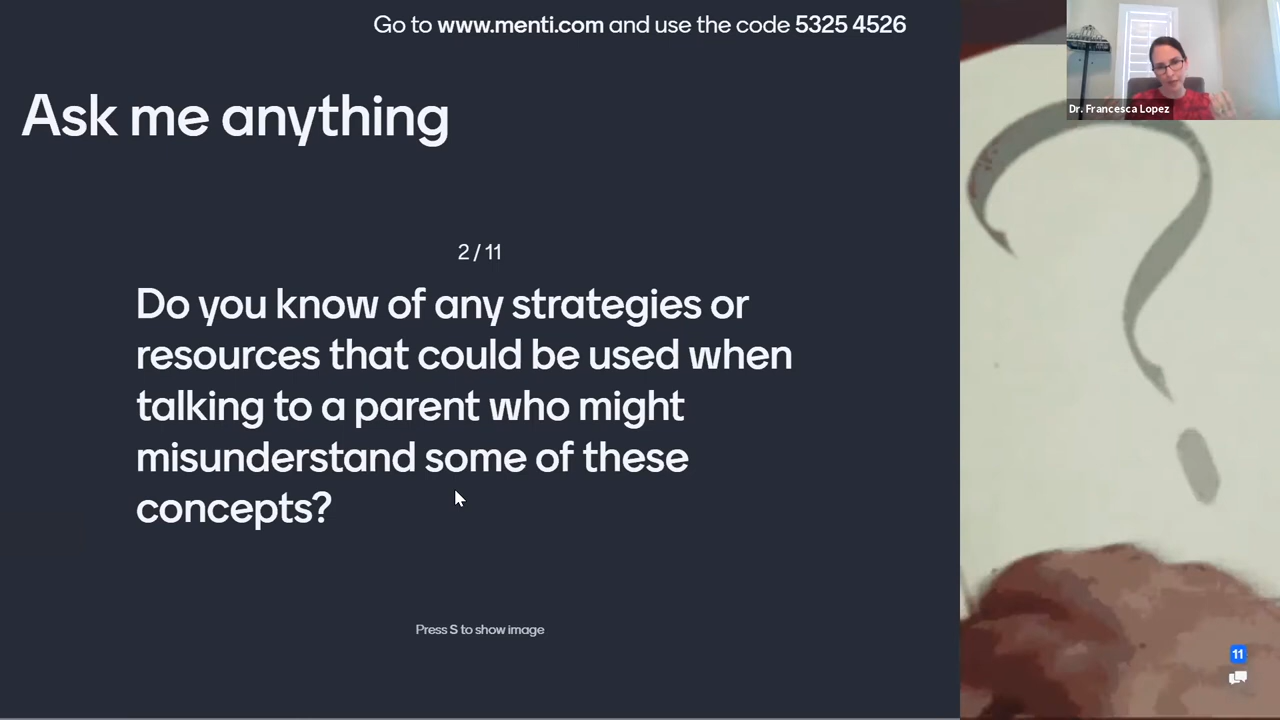 Go to www.menti.com and use the code 5325 4526
Dr. Francesca Lopez
Ask me anything
2 / 11
Do you know of any strategies or
resources that could be used when
talking to a parent who might
misunderstand some of these
concepts?
Press S to show image
11